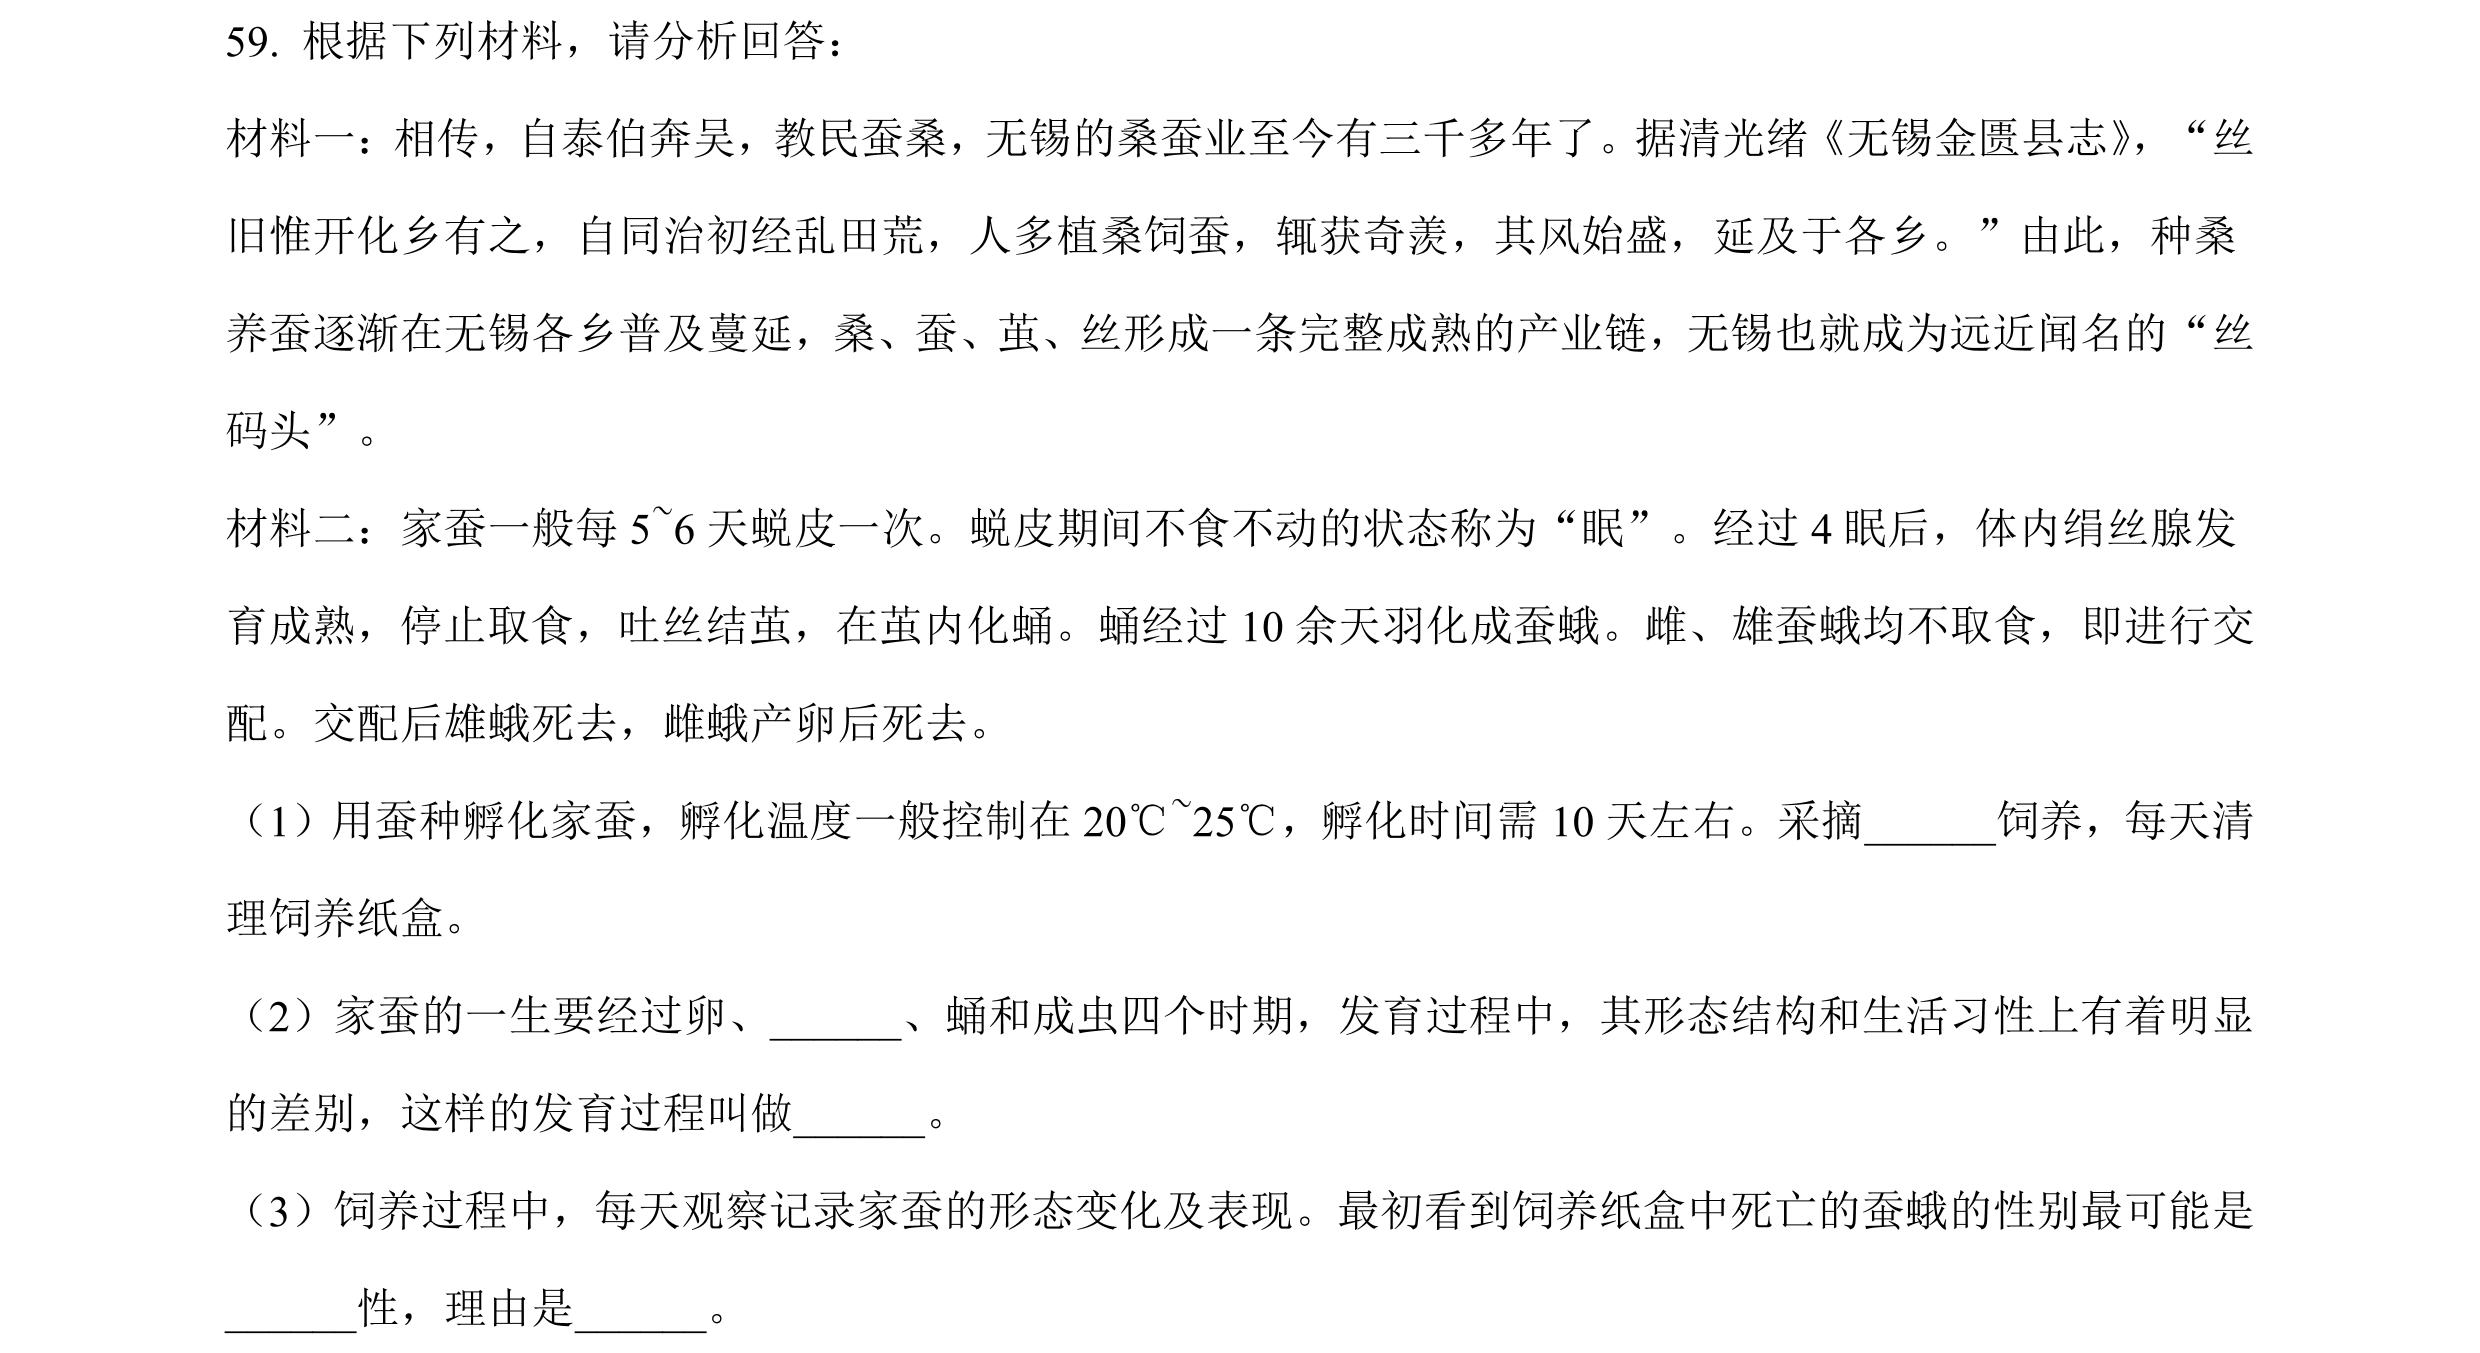 59. 根据下列材料，请分析回答：
材料一：相传，自泰伯奔吴，教民蚕桑，无锡的桑蚕业至今有三千多年了。据清光绪《无锡金匮县志》，“丝
旧惟开化乡有之，自同治初经乱田荒，人多植桑饲蚕，辄获奇羡，其风始盛，延及于各乡。”由此，种桑
养蚕逐渐在无锡各乡普及蔓延，桑、蚕、茧、丝形成一条完整成熟的产业链，无锡也就成为远近闻名的“丝
码头”。
材料二：家蚕一般每 5~6 天蜕皮一次。蜕皮期间不食不动的状态称为“眠”。经过 4 眠后，体内绢丝腺发
育成熟，停止取食，吐丝结茧，在茧内化蛹。蛹经过 10 余天羽化成蚕蛾。雌、雄蚕蛾均不取食，即进行交
配。交配后雄蛾死去，雌蛾产卵后死去。
（1）用蚕种孵化家蚕，孵化温度一般控制在 20℃~25℃，孵化时间需 10 天左右。采摘______饲养，每天清
理饲养纸盒。
（2）家蚕的一生要经过卵、______、蛹和成虫四个时期，发育过程中，其形态结构和生活习性上有着明显
的差别，这样的发育过程叫做______。
（3）饲养过程中，每天观察记录家蚕的形态变化及表现。最初看到饲养纸盒中死亡的蚕蛾的性别最可能是
______性，理由是______。